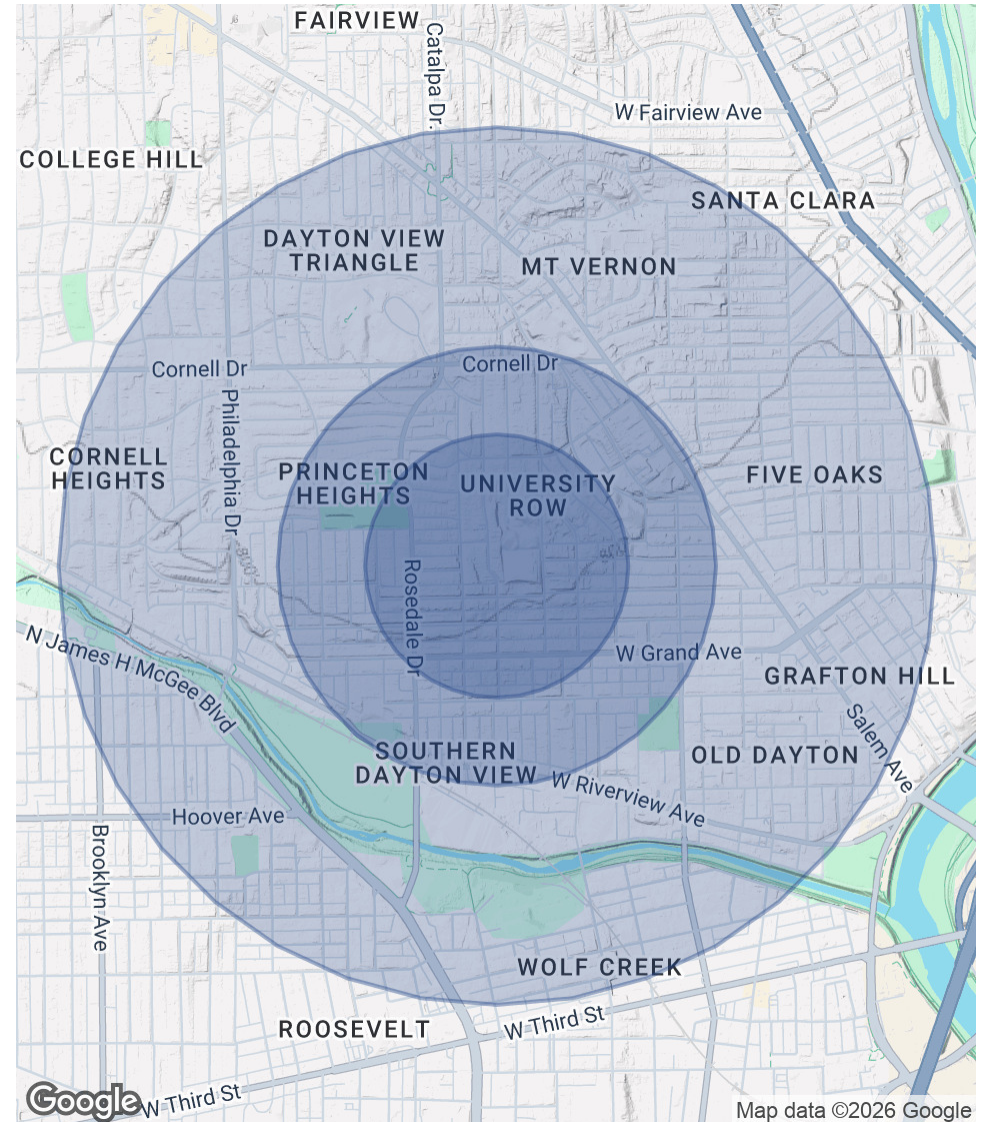 FAIRVIEW
Catalpa Dr.
W Fairview Ave
COLLEGE HILL
SANTA CLARA
DAYTON VIEW
TRIANGLE
MT VERNON
Cornell Dr
Cornell Dr
Philadelphia Dr
CORNELL
HEIGHTS
PRINCETON
HEIGHTS
UNIVERSITY
ROW
FIVE OAKS
800
Rosedale Dr
W Grand Ave
N James H McGee Blvd
GRAFTON HILL
Salem Ave
SOUTHERN
DAYTON VIEW
OLD DAYTON
W Riverview Ave
Hoover Ave
Brooklyn Ave
WOLF CREEK
ROOSEVELT
W Third St
W Third St
Google
Map data ©2026 Google